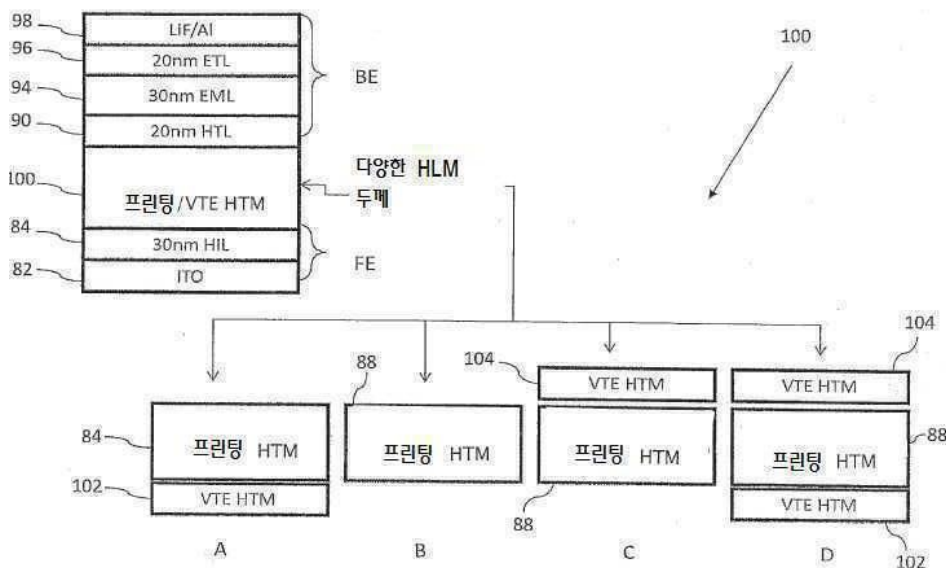 98
LiF/Al
96
20nm ETL
BE
100
94
30nm EML
90
20nm HTL
다양한 HLM
두께
100
프린팅/VTE HTM
84
30nm HIL
FE
82
ITO
104
104
88
VTE HTM
VTE HTM
84
프린팅 HTM
프린팅 HTM
프린팅 HTM
프린팅 HTM
88
102
VTE HTM
88
VTE HTM
A
B
C
D
102